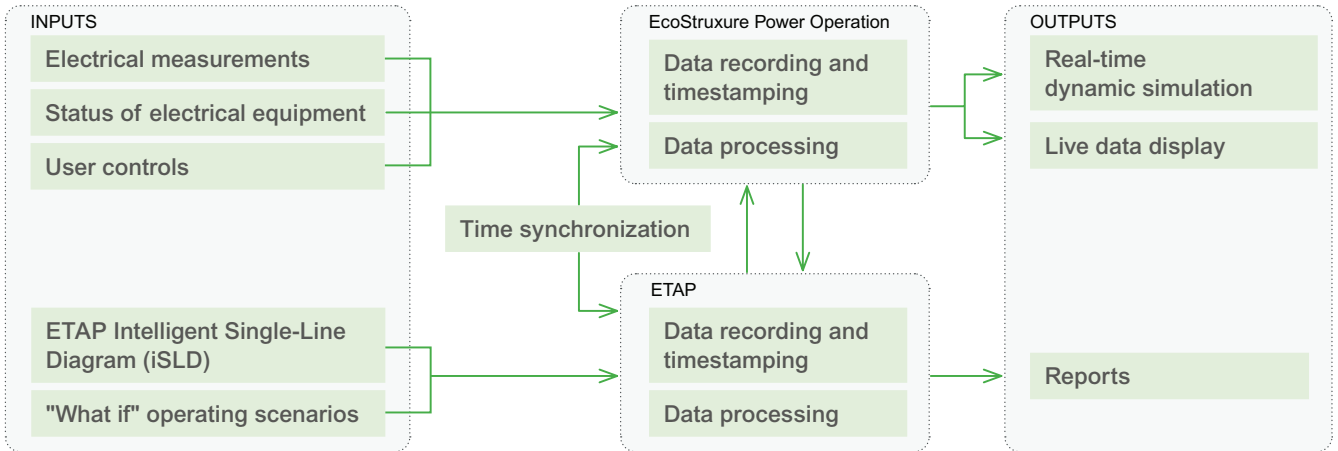 INPUTS
Electrical measurements
Status of electrical equipment
User controls
ETAP Intelligent Single-Line
Diagram (iSLD)
"What if" operating scenarios
Time synchronization
EcoStruxure Power Operation
Data recording and
timestamping
Data processing
ETAP
Data recording and
timestamping
Data processing
OUTPUTS
Real-time
dynamic simulation
Live data display
Reports